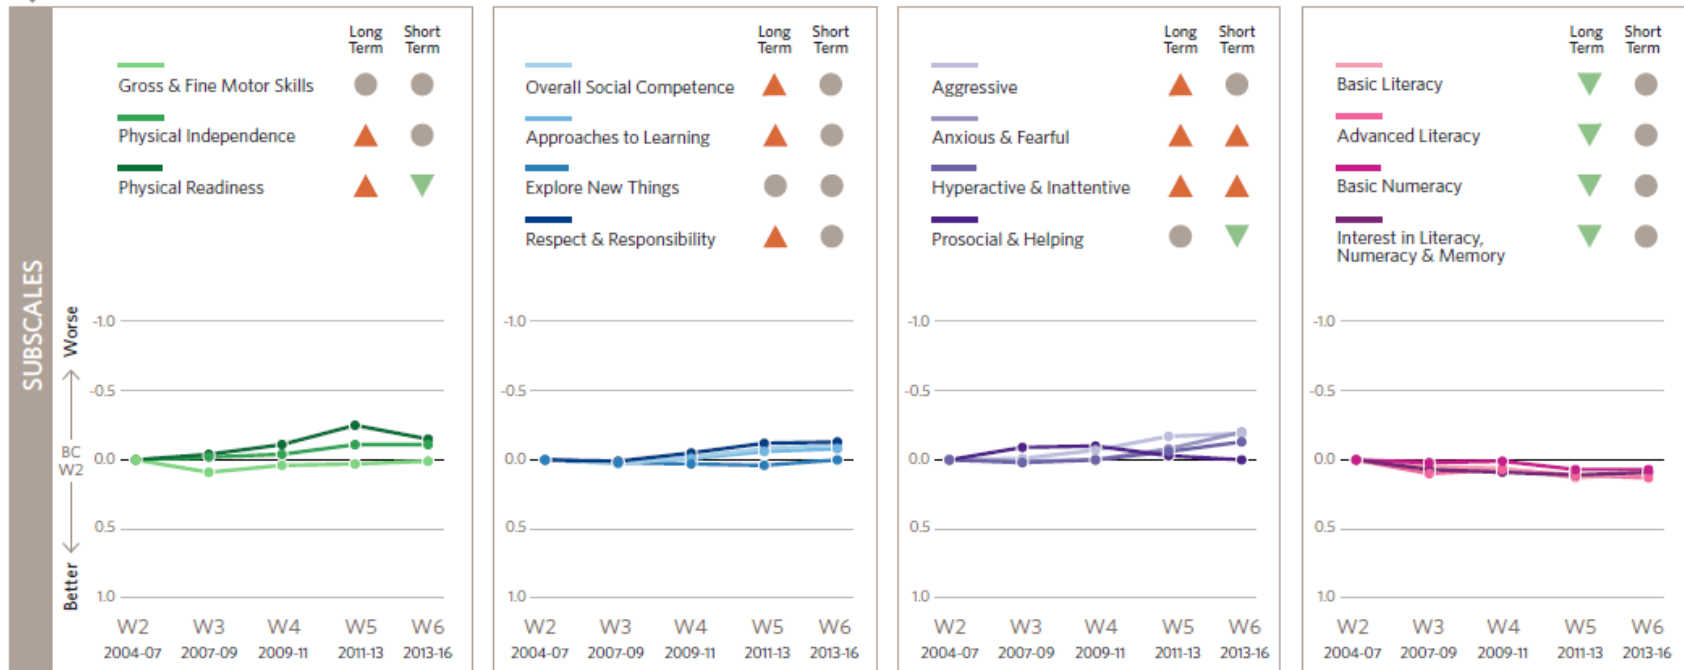 SUBSCALES
Long Term
Short Term
Gross & Fine Motor Skills
Physical Independence
Physical Readiness
Worse
BC W2
Better
-1.0
-0.5
0.0
0.5
1.0
W2 W3 W4 W5 W6
2004-07 2007-09 2009-11 2011-13 2013-16
Long Term
Short Term
Overall Social Competence
Approaches to Learning
Explore New Things
Respect & Responsibility
-1.0
-0.5
0.0
0.5
1.0
W2 W3 W4 W5 W6
2004-07 2007-09 2009-11 2011-13 2013-16
Long Term
Short Term
Aggressive
Anxious & Fearful
Hyperactive & Inattentive
Prosocial & Helping
-1.0
-0.5
0.0
0.5
1.0
W2 W3 W4 W5 W6
2004-07 2007-09 2009-11 2011-13 2013-16
Long Term
Short Term
Basic Literacy
Advanced Literacy
Basic Numeracy
Interest in Literacy,
Numeracy & Memory
-1.0
-0.5
0.0
0.5
1.0
W2 W3 W4 W5 W6
2004-07 2007-09 2009-11 2011-13 2013-16